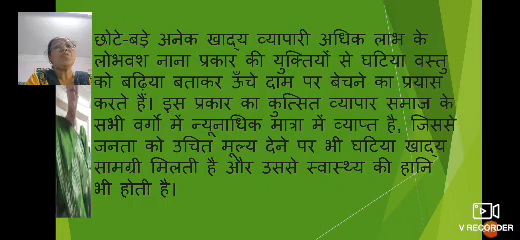 छोटे-बड़े अनेक खाद्य व्यापारी अधिक लाभ के
लोभवश नाना प्रकार की युक्तियों से घटिया वस्तु
को बढ़िया बताकर ऊँचे दाम पर बेचने का प्रयास
करते हैं। इस प्रकार का कुत्सित व्यापार समाज के
सभी वर्गो में न्यूनाधिक मात्रा में व्याप्त है, जिससे
जनता को उचित मूल्य देने पर भी घटिया खाद्य
सामग्री मिलती है और उससे स्वास्थ्य की हानि
भी होती है।
V RECORDER